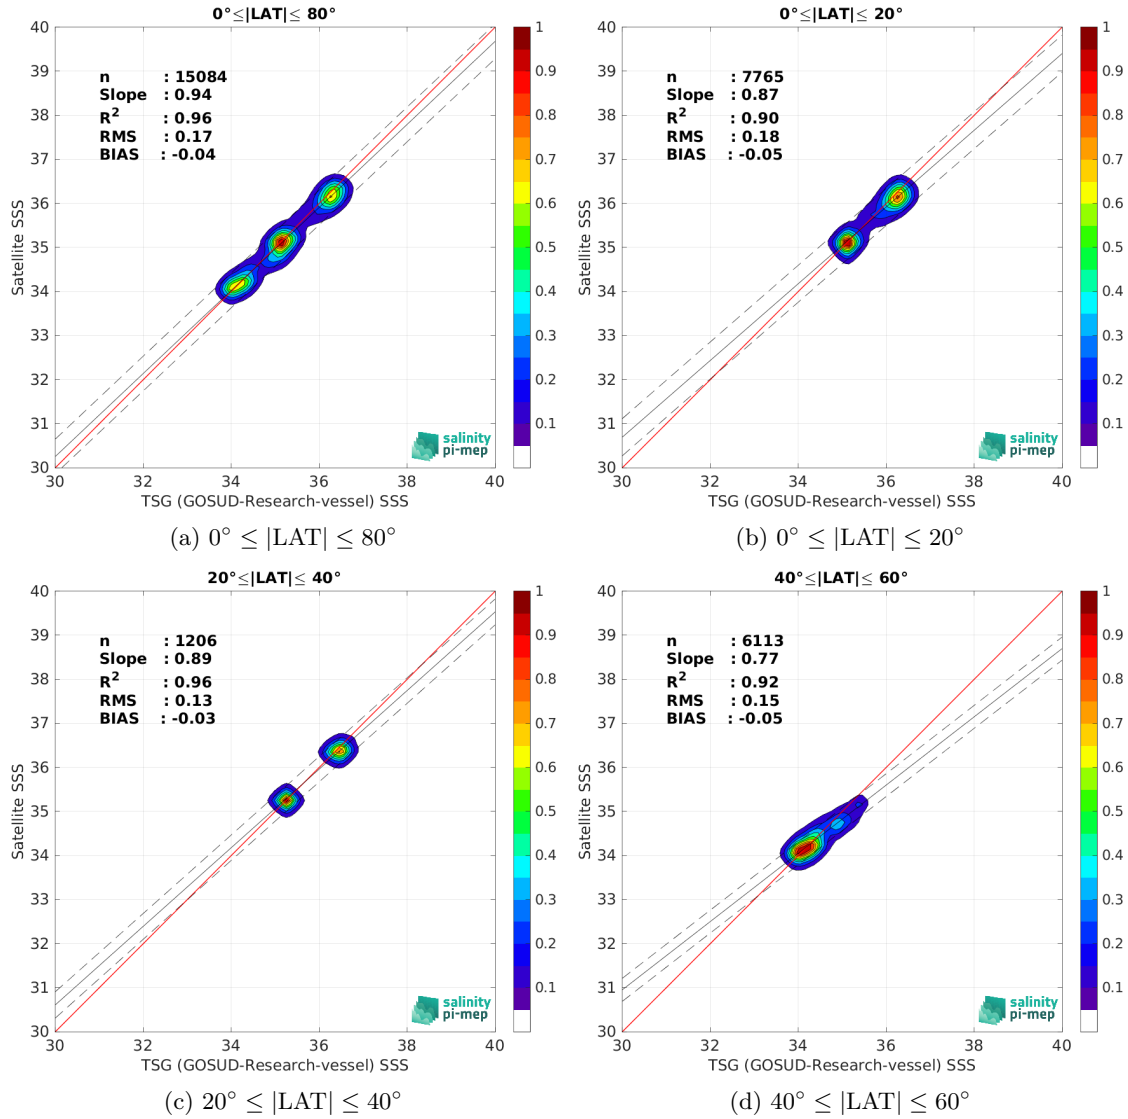 0°≤|LAT|≤ 80°
n : 15084
Slope : 0.94
R² : 0.96
RMS : 0.17
BIAS : -0.04
Satellite SSS
40
39
38
37
36
35
34
33
32
31
30
30 32 34 36 38 40
TSG (GOSUD-Research-vessel) SSS
salinity
pi-mep
1
0.9
0.8
0.7
0.6
0.5
0.4
0.3
0.2
0.1
(a) 0° ≤ |LAT| ≤ 80°
0°≤|LAT|≤ 20°
n : 7765
Slope : 0.87
R² : 0.90
RMS : 0.18
BIAS : -0.05
Satellite SSS
40
39
38
37
36
35
34
33
32
31
30
30 32 34 36 38 40
TSG (GOSUD-Research-vessel) SSS
salinity
pi-mep
1
0.9
0.8
0.7
0.6
0.5
0.4
0.3
0.2
0.1
(b) 0° ≤ |LAT| ≤ 20°
20°≤|LAT|≤ 40°
n : 1206
Slope : 0.89
R² : 0.96
RMS : 0.13
BIAS : -0.03
Satellite SSS
40
39
38
37
36
35
34
33
32
31
30
30 32 34 36 38 40
TSG (GOSUD-Research-vessel) SSS
salinity
pi-mep
1
0.9
0.8
0.7
0.6
0.5
0.4
0.3
0.2
0.1
(c) 20° ≤ |LAT| ≤ 40°
40°≤|LAT|≤ 60°
n : 6113
Slope : 0.77
R² : 0.92
RMS : 0.15
BIAS : -0.05
Satellite SSS
40
39
38
37
36
35
34
33
32
31
30
30 32 34 36 38 40
TSG (GOSUD-Research-vessel) SSS
salinity
pi-mep
1
0.9
0.8
0.7
0.6
0.5
0.4
0.3
0.2
0.1
(d) 40° ≤ |LAT| ≤ 60°